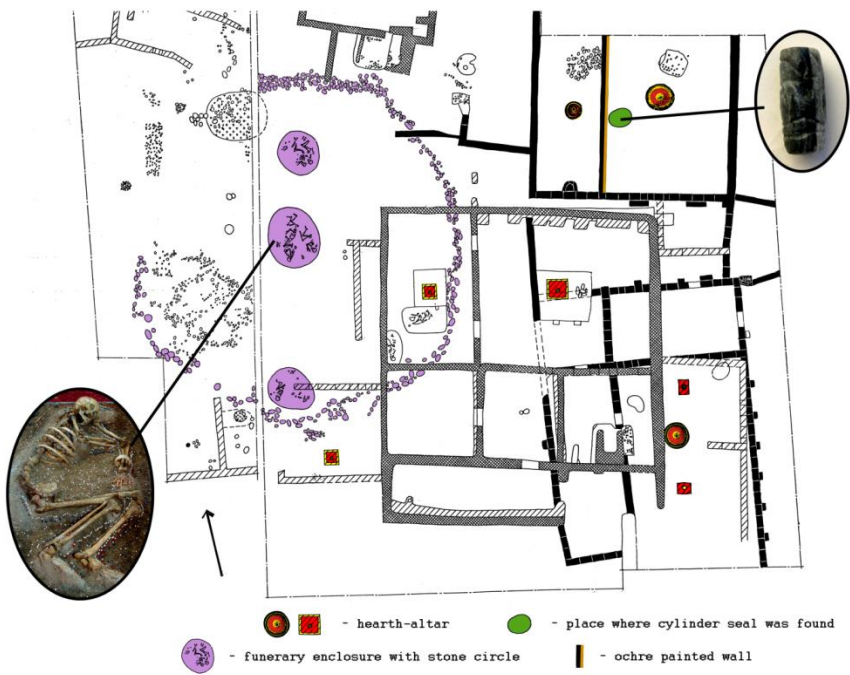 - hearth-altar
- place where cylinder seal was found
- funerary enclosure with stone circle
- ochre painted wall